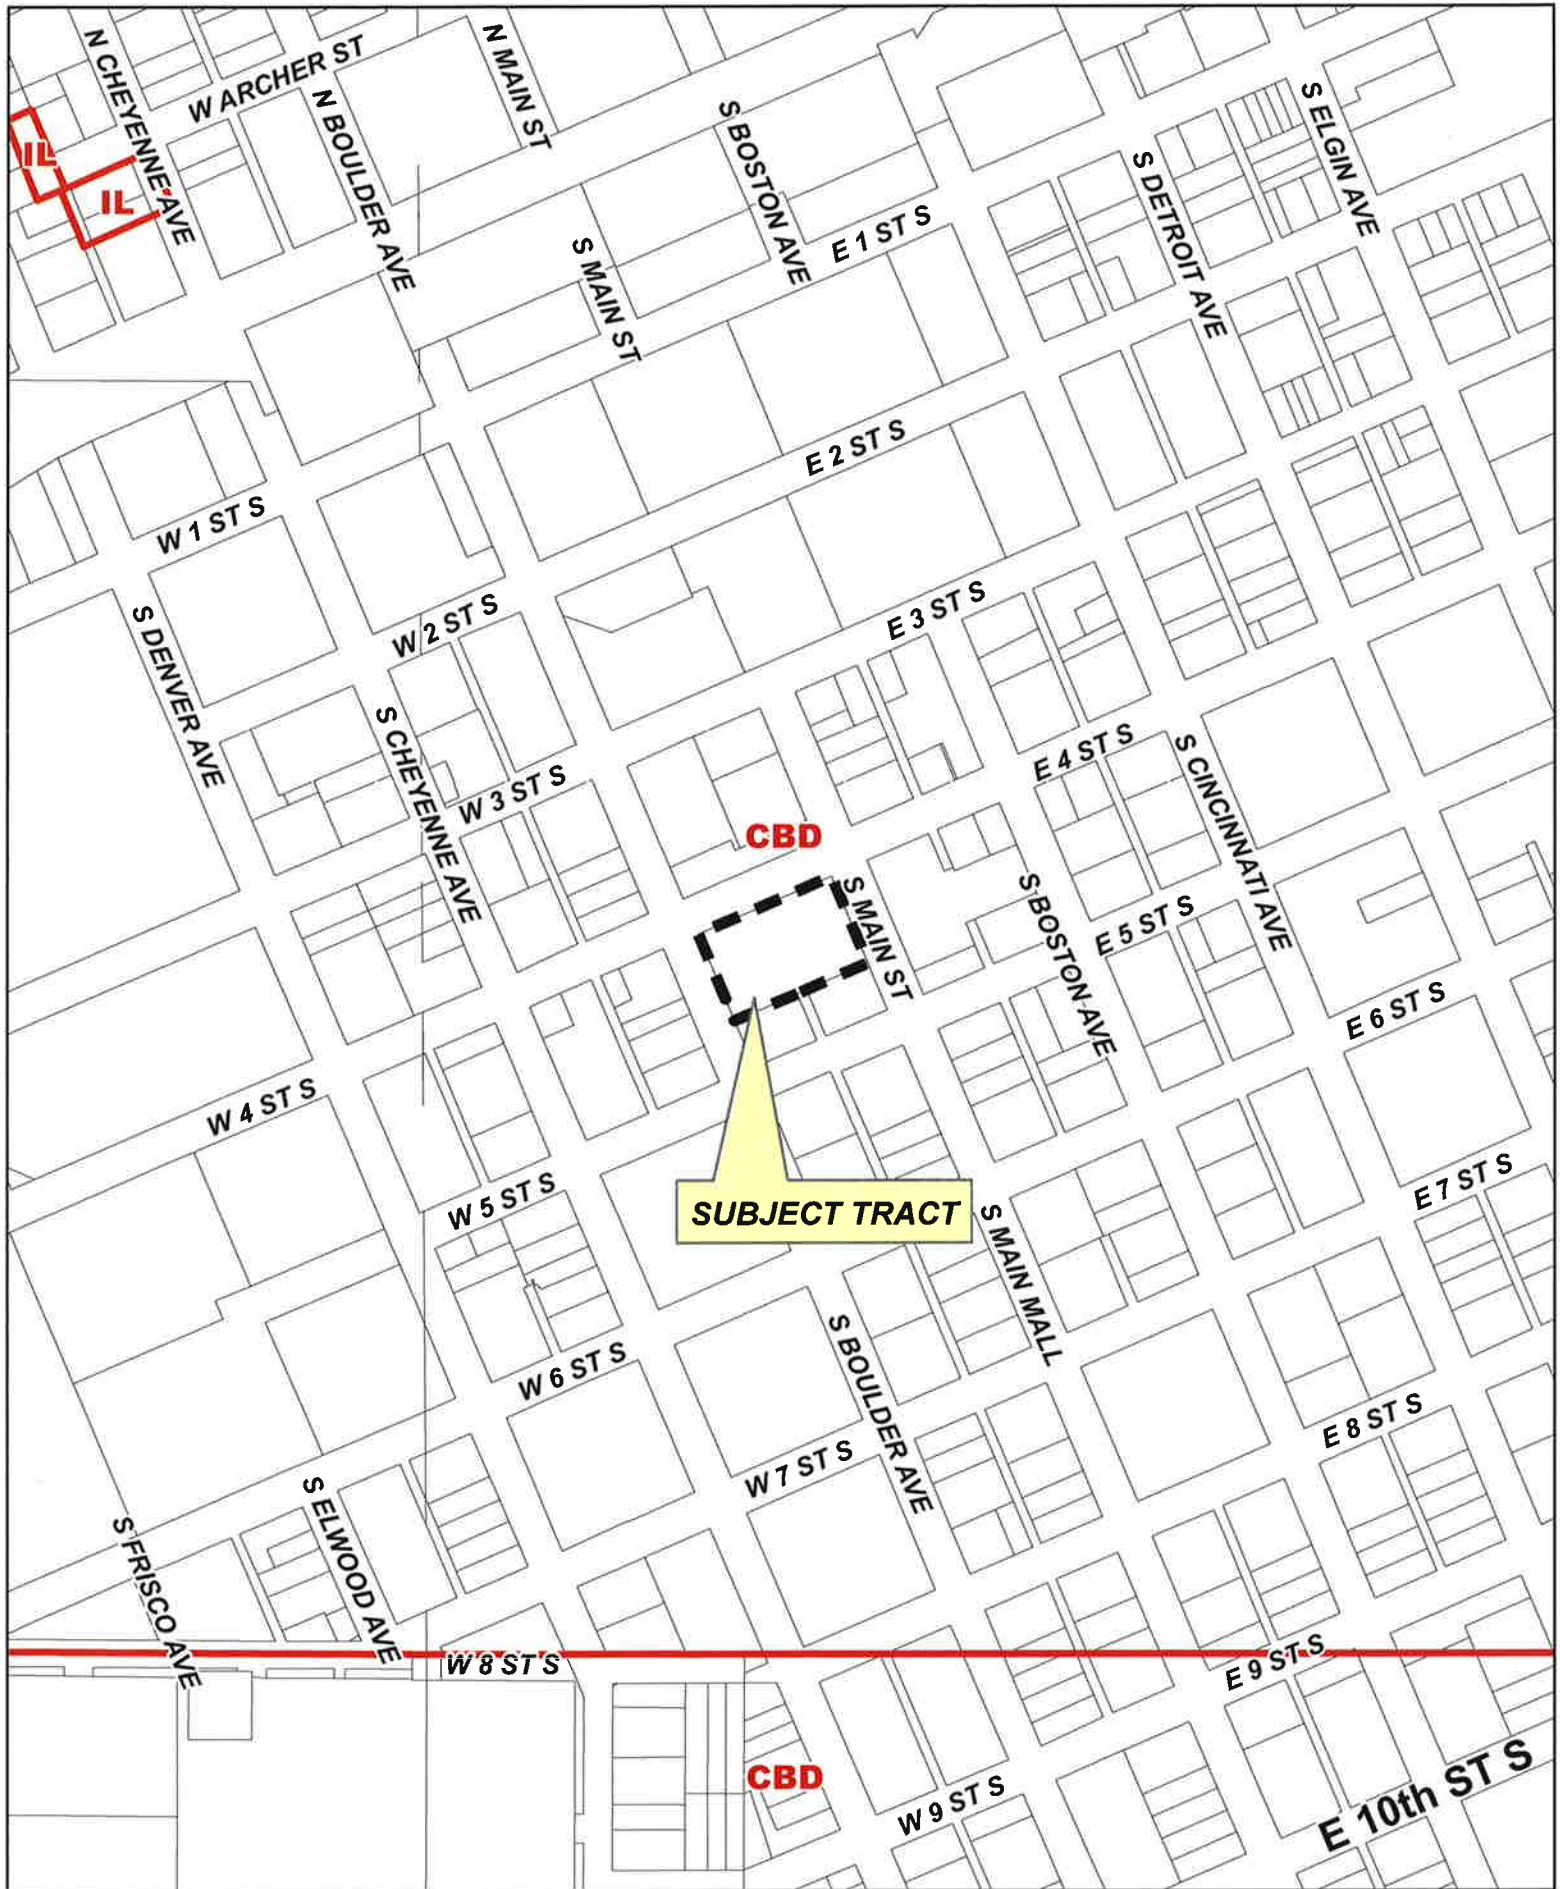 N CHEYENNE AVE
W ARCHER ST
N BOULDER AVE
N MAIN ST
S BOSTON AVE
S ELGIN AVE
S DETROIT AVE
IL
IL
E 1 ST S
S MAIN ST
E 2 ST S
W 1 ST S
S DENVER AVE
W 2 ST S
E 3 ST S
S CHEYENNE AVE
W 3 ST S
E 4 ST S
S CINCINNATI AVE
CBD
S MAIN ST
S BOSTON AVE
E 5 ST S
E 6 ST S
W 4 ST S
W 5 ST S
SUBJECT TRACT
S MAIN MALL
E 7 ST S
S BOULDER AVE
W 6 ST S
E 8 ST S
W 7 ST S
S ELWOOD AVE
S FRISCO AVE
W 8 ST S
E 9 ST S
CBD
W 9 ST S
E 10th ST S